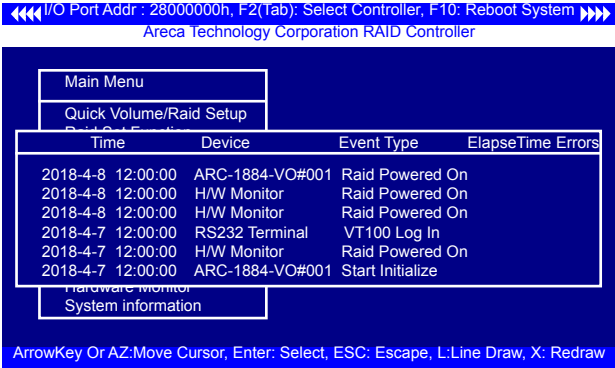 I/O Port Addr : 28000000h, F2(Tab): Select Controller, F10: Reboot System
Areca Technology Corporation RAID Controller
Main Menu
Quick Volume/Raid Setup
Raid Set Function
Time Device Event Type ElapseTime Errors
2018-4-8 12:00:00 ARC-1884-VO#001 Raid Powered On
2018-4-8 12:00:00 H/W Monitor Raid Powered On
2018-4-8 12:00:00 H/W Monitor Raid Powered On
2018-4-7 12:00:00 RS232 Terminal VT100 Log In
2018-4-7 12:00:00 H/W Monitor Raid Powered On
2018-4-7 12:00:00 ARC-1884-VO#001 Start Initialize
Hardware Monitor
System information
ArrowKey Or AZ:Move Cursor, Enter: Select, ESC: Escape, L:Line Draw, X: Redraw